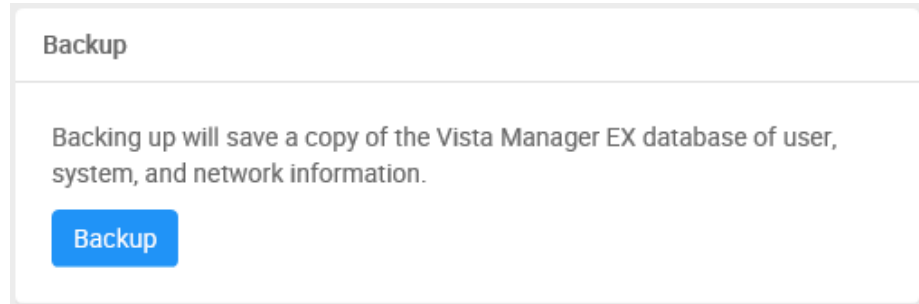 Backup
Backing up will save a copy of the Vista Manager EX database of user,
system, and network information.
Backup